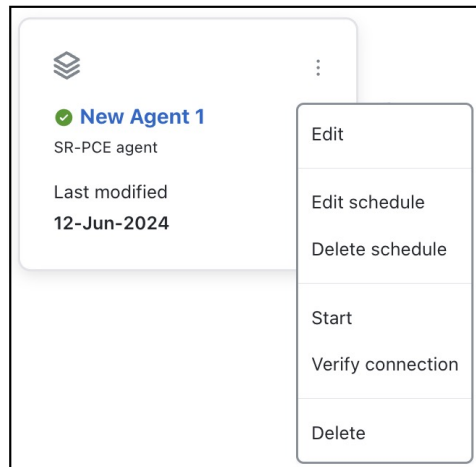 New Agent 1
SR-PCE agent
Last modified
12-Jun-2024
Edit
Edit schedule
Delete schedule
Start
Verify connection
Delete